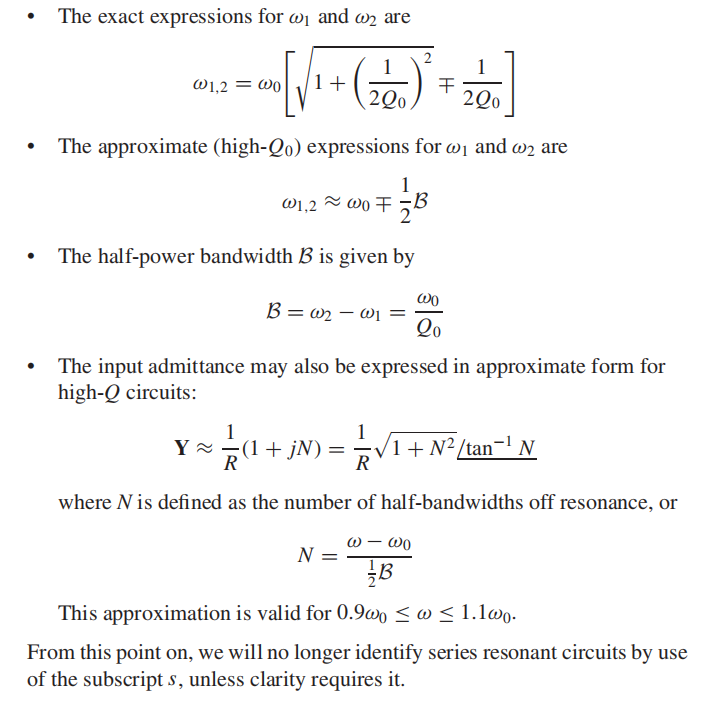 • The exact expressions for ω₁ and ω₂ are
ω₁,₂ = ω₀ [ √(1 + (1/2Q₀)²) ∓ 1/2Q₀ ]
• The approximate (high-Q₀) expressions for ω₁ and ω₂ are
ω₁,₂ ≈ ω₀ ∓ 1/2 ℬ
• The half-power bandwidth ℬ is given by
ℬ = ω₂ − ω₁ = ω₀/Q₀
• The input admittance may also be expressed in approximate form for
high-Q circuits:
Y ≈ 1/R (1 + jN) = 1/R √(1 + N²) /tan⁻¹ N
where N is defined as the number of half-bandwidths off resonance, or
N = (ω − ω₀)/(½ℬ)
This approximation is valid for 0.9ω₀ ≤ ω ≤ 1.1ω₀.
From this point on, we will no longer identify series resonant circuits by use
of the subscript s, unless clarity requires it.